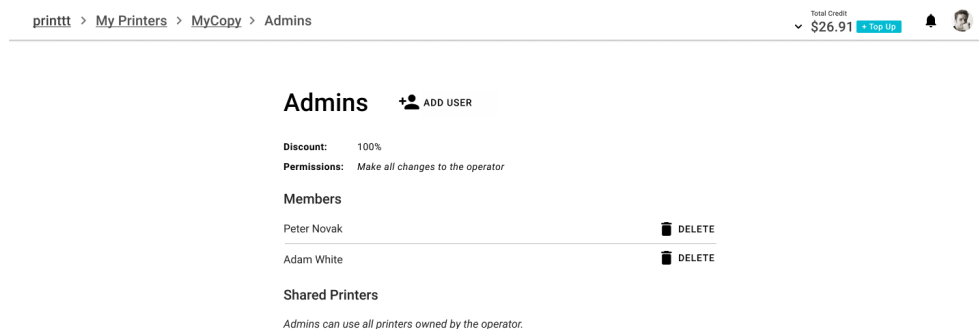 printtt > My Printers > MyCopy > Admins
Total Credit
$26.91 + Top Up
Admins
ADD USER
Discount: 100%
Permissions: Make all changes to the operator
Members
Peter Novak DELETE
Adam White DELETE
Shared Printers
Admins can use all printers owned by the operator.